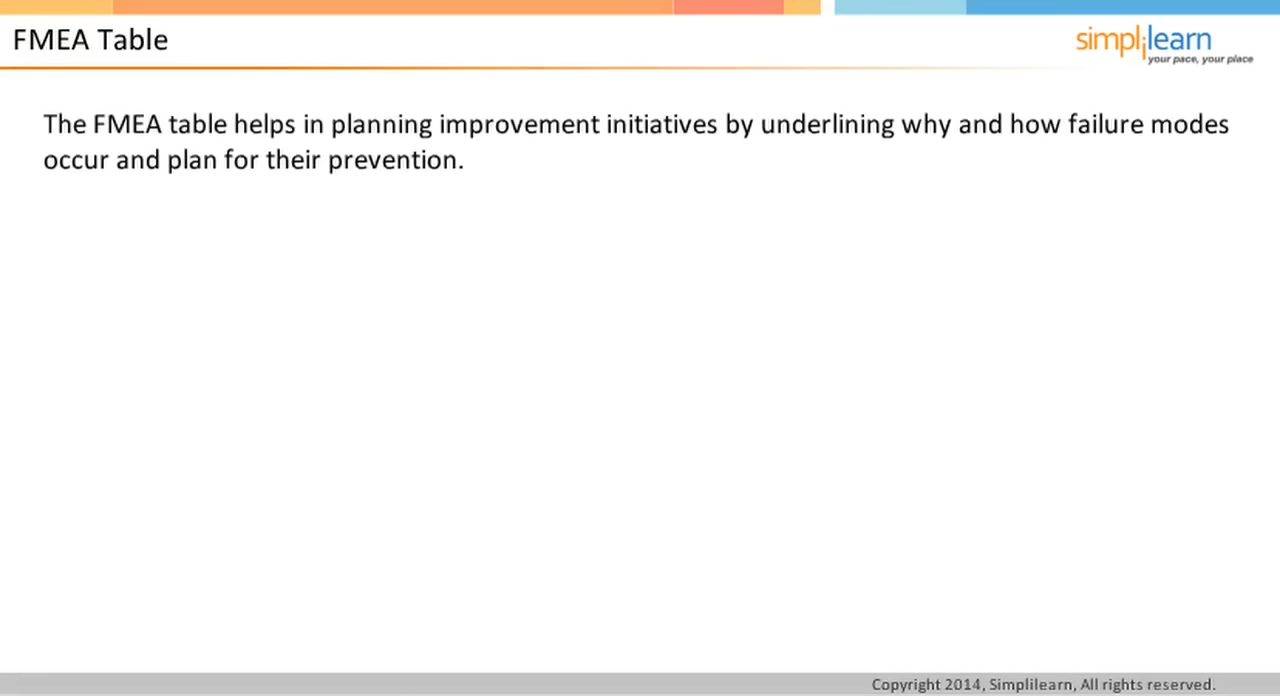 FMEA Table
simplilearn
your pace, your place
The FMEA table helps in planning improvement initiatives by underlining why and how failure modes
occur and plan for their prevention.
Copyright 2014, Simplilearn, All rights reserved.